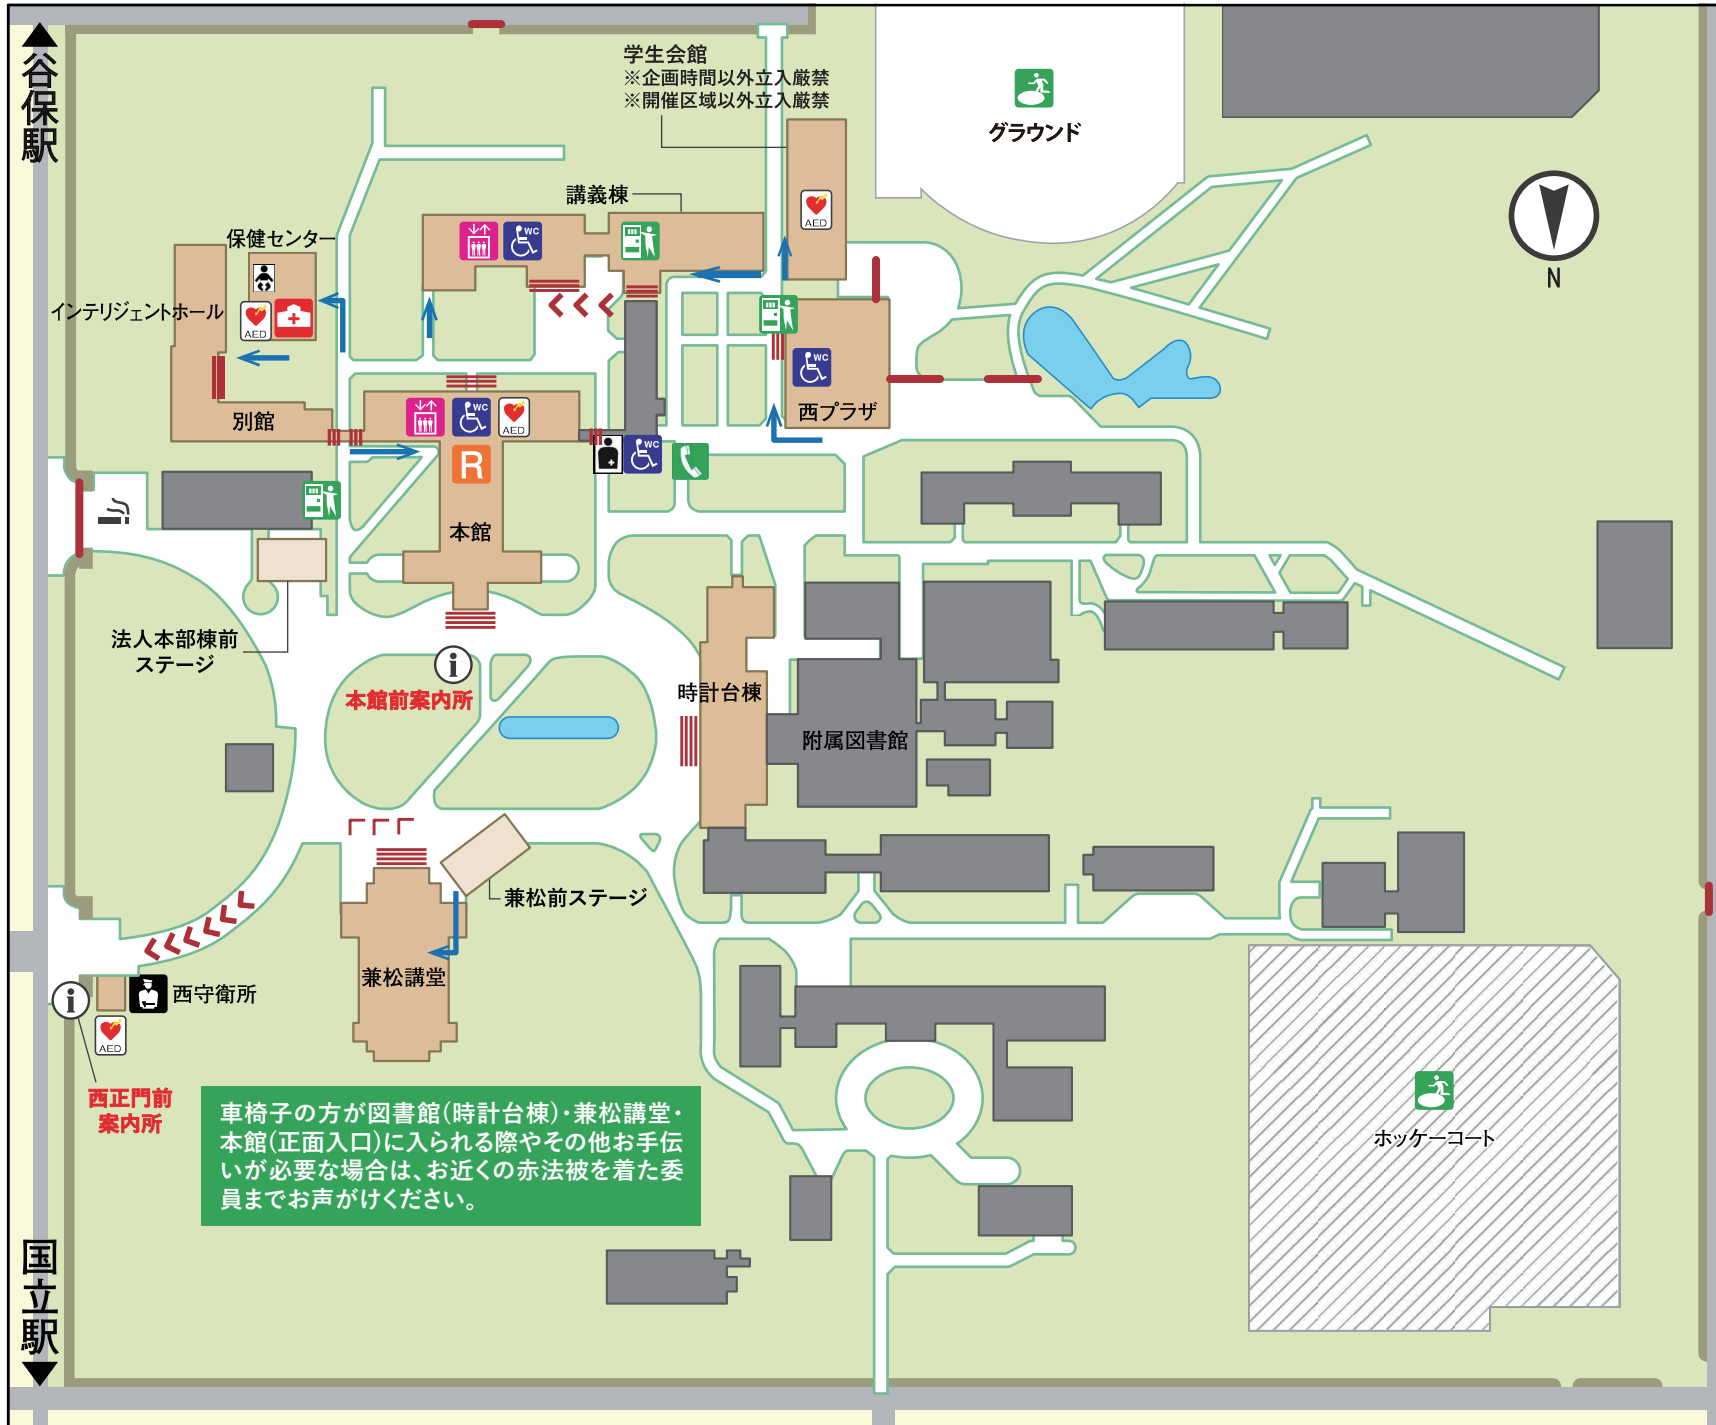 谷保駅
学生会館
※企画時間以外立入厳禁
※開催区域以外立入厳禁
グラウンド
講義棟
AED
保健センター
WC
N
インテリジェントホール
AED
WC
西プラザ
別館
WC
AED
WC
R
本館
法人本部棟前
ステージ
i
本館前案内所
時計台棟
附属図書館
兼松前ステージ
兼松講堂
i
西守衛所
AED
西正門前
案内所
車椅子の方が図書館(時計台棟)・兼松講堂・
本館(正面入口)に入られる際やその他お手伝
いが必要な場合は、お近くの赤法被を着た委
員までお声がけください。
ホッケーコート
国立駅